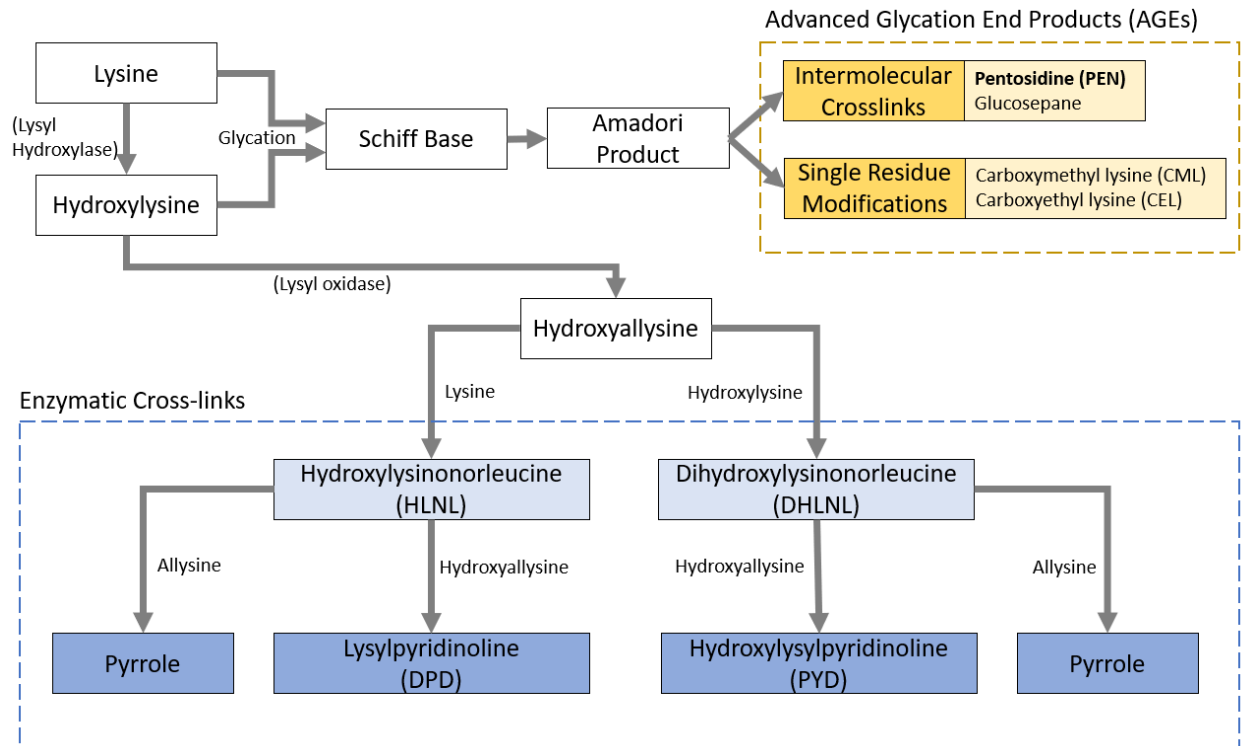 Advanced Glycation End Products (AGEs)
Lysine
(Lysyl
Hydroxylase)
Hydroxylysine
Glycation
Schiff Base
Amadori
Product
Intermolecular
Crosslinks
Pentosidine (PEN)
Glucosepane
Single Residue
Modifications
Carboxymethyl lysine (CML)
Carboxyethyl lysine (CEL)
(Lysyl oxidase)
Hydroxyallysine
Lysine
Hydroxylysine
Enzymatic Cross-links
Hydroxylysinonorleucine
(HLNL)
Dihydroxylysinonorleucine
(DHLNL)
Allysine
Hydroxyallysine
Hydroxyallysine
Allysine
Pyrrole
Lysylpyridinoline
(DPD)
Hydroxylysylpyridinoline
(PYD)
Pyrrole